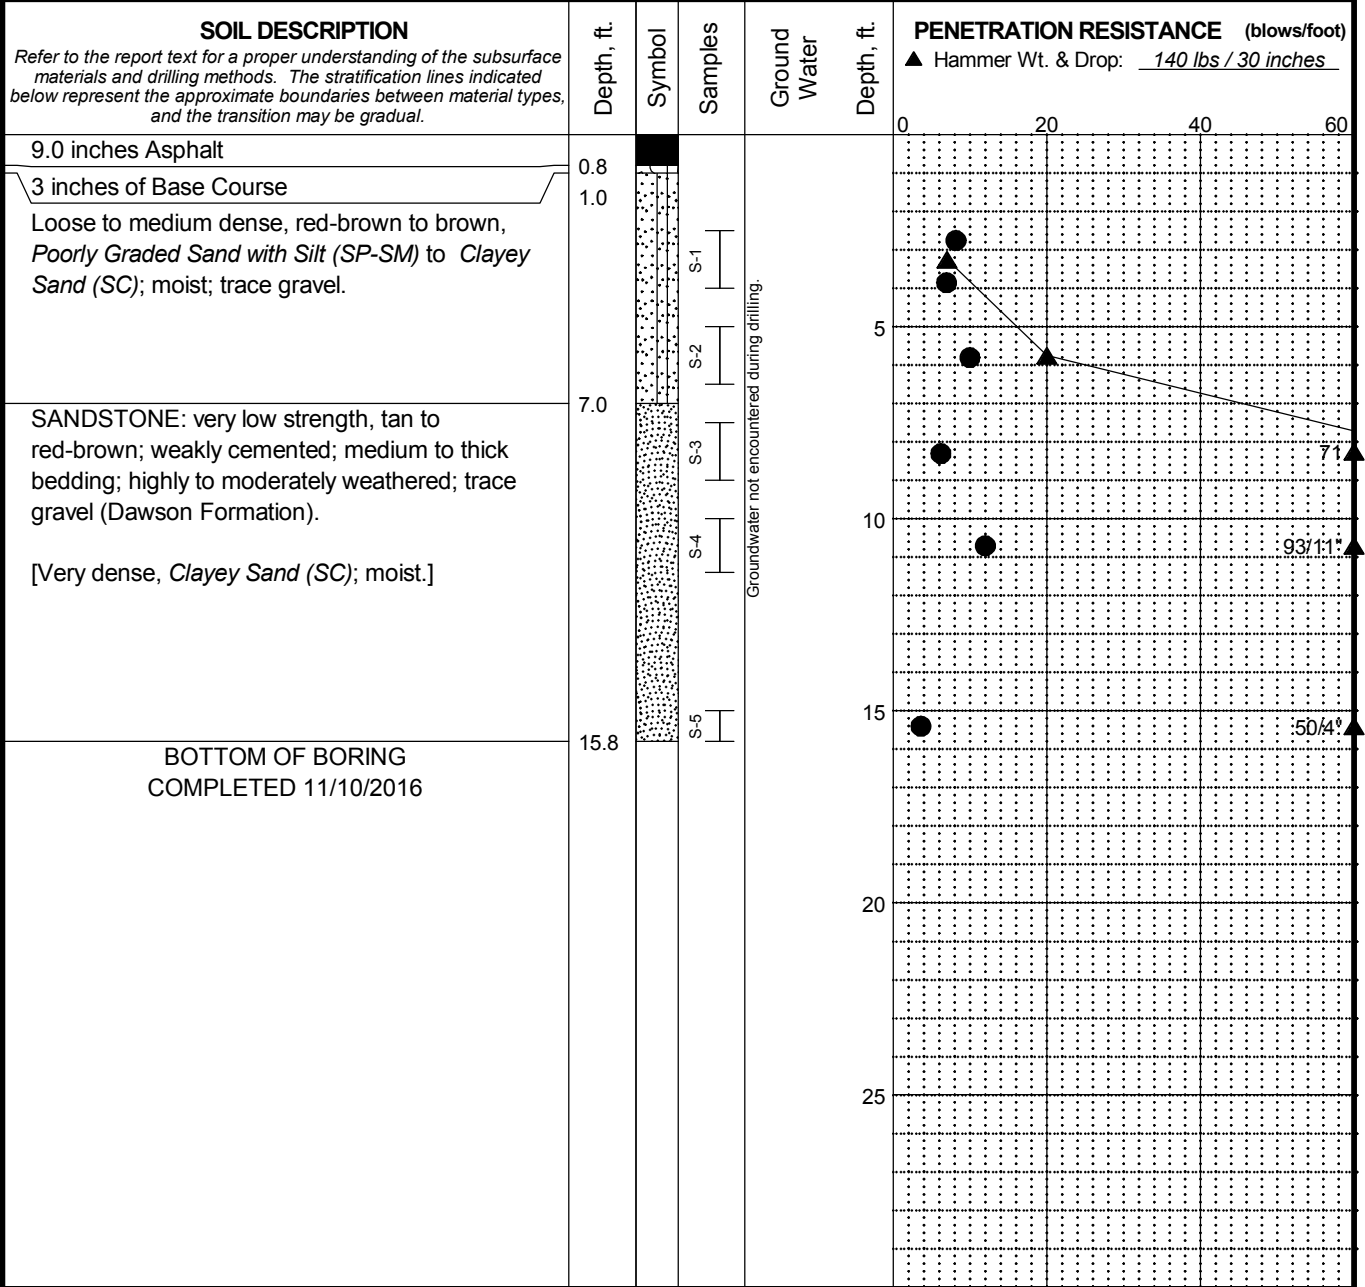 SOIL DESCRIPTION
Refer to the report text for a proper understanding of the subsurface
materials and drilling methods. The stratification lines indicated
below represent the approximate boundaries between material types,
and the transition may be gradual.
Depth, ft.
Symbol
Samples
Ground
Water
Depth, ft.
PENETRATION RESISTANCE (blows/foot)
▲ Hammer Wt. & Drop: 140 lbs / 30 inches
0 20 40 60
9.0 inches Asphalt
0.8
3 inches of Base Course
1.0
Loose to medium dense, red-brown to brown,
Poorly Graded Sand with Silt (SP-SM) to Clayey
Sand (SC); moist; trace gravel.
7.0
SANDSTONE: very low strength, tan to
red-brown; weakly cemented; medium to thick
bedding; highly to moderately weathered; trace
gravel (Dawson Formation).
[Very dense, Clayey Sand (SC); moist.]
15.8
BOTTOM OF BORING
COMPLETED 11/10/2016
S-1
S-2
S-3
S-4
S-5
Groundwater not encountered during drilling.
5
10
15
20
25
71
93/11"
50/4"